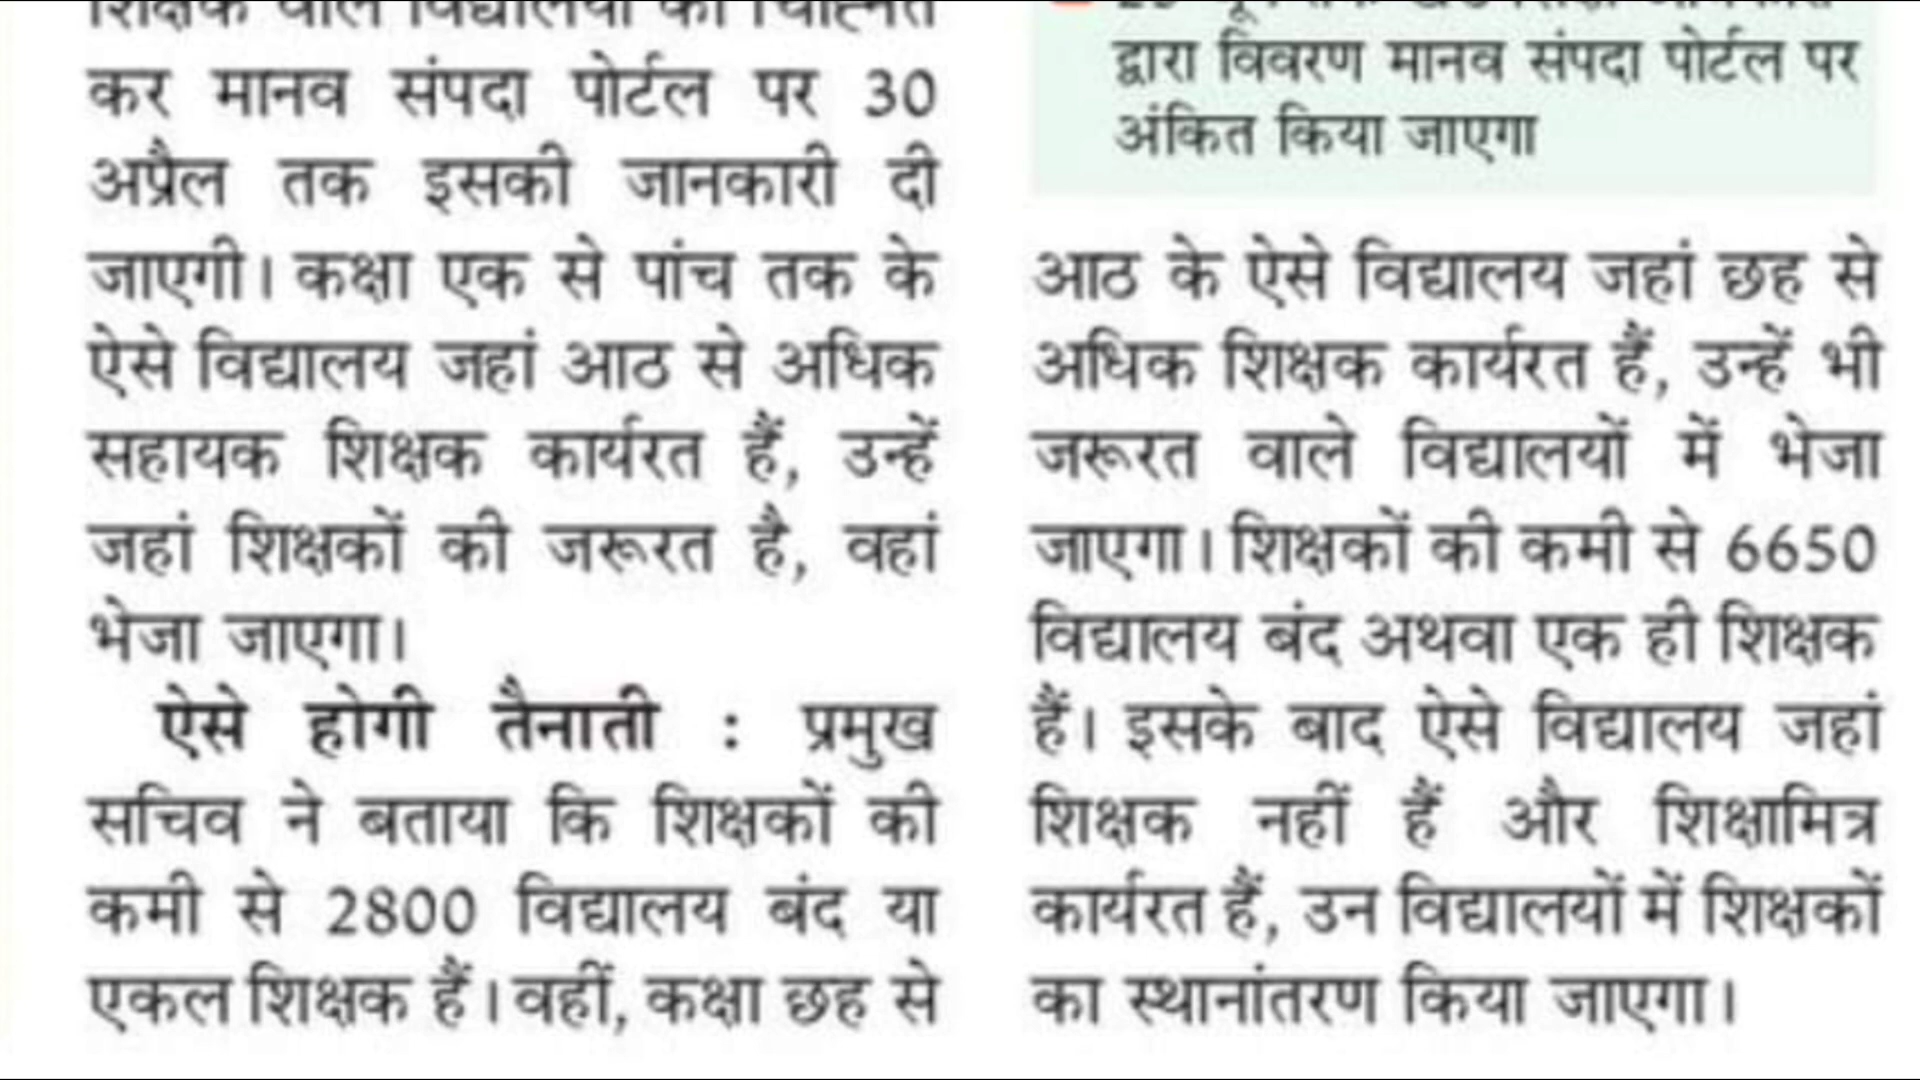 शिक्षक वाले विद्यालयों को चिह्नित
कर मानव संपदा पोर्टल पर 30
अप्रैल तक इसकी जानकारी दी
जाएगी। कक्षा एक से पांच तक के
ऐसे विद्यालय जहां आठ से अधिक
सहायक शिक्षक कार्यरत हैं, उन्हें
जहां शिक्षकों की जरूरत है, वहां
भेजा जाएगा।
ऐसे होगी तैनाती : प्रमुख
सचिव ने बताया कि शिक्षकों की
कमी से 2800 विद्यालय बंद या
एकल शिक्षक हैं। वहीं, कक्षा छह से
द्वारा विवरण मानव संपदा पोर्टल पर
अंकित किया जाएगा
आठ के ऐसे विद्यालय जहां छह से
अधिक शिक्षक कार्यरत हैं, उन्हें भी
जरूरत वाले विद्यालयों में भेजा
जाएगा। शिक्षकों की कमी से 6650
विद्यालय बंद अथवा एक ही शिक्षक
हैं। इसके बाद ऐसे विद्यालय जहां
शिक्षक नहीं हैं और शिक्षामित्र
कार्यरत हैं, उन विद्यालयों में शिक्षकों
का स्थानांतरण किया जाएगा।